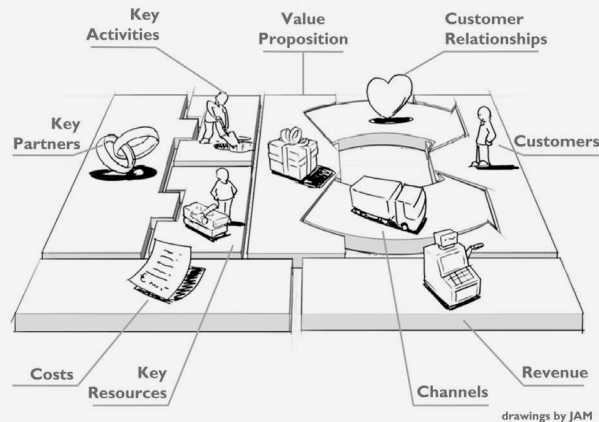 Key
Activities
Value
Proposition
Customer
Relationships
Key
Partners
Customers
Costs
Key
Resources
Channels
Revenue
drawings by JAM